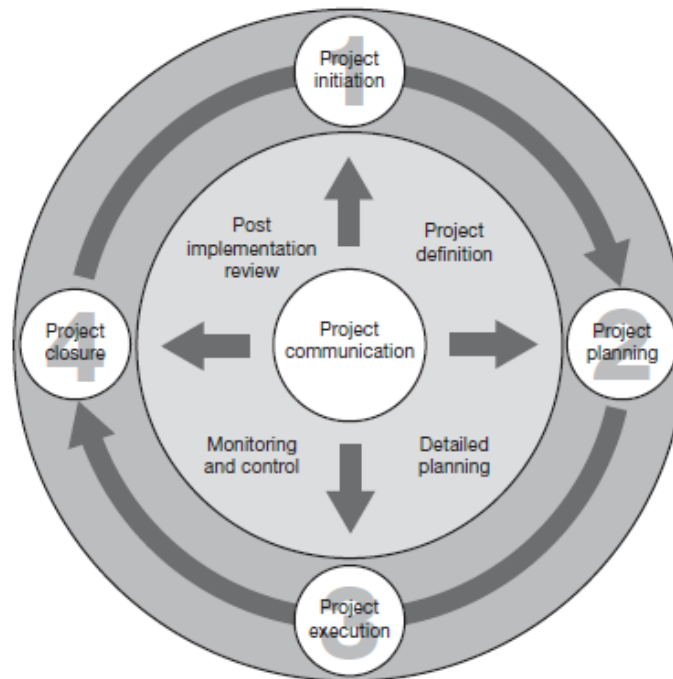 1
Project
initiation
Post
implementation
review
Project
definition
4
Project
closure
Project
communication
2
Project
planning
Monitoring
and control
Detailed
planning
3
Project
execution